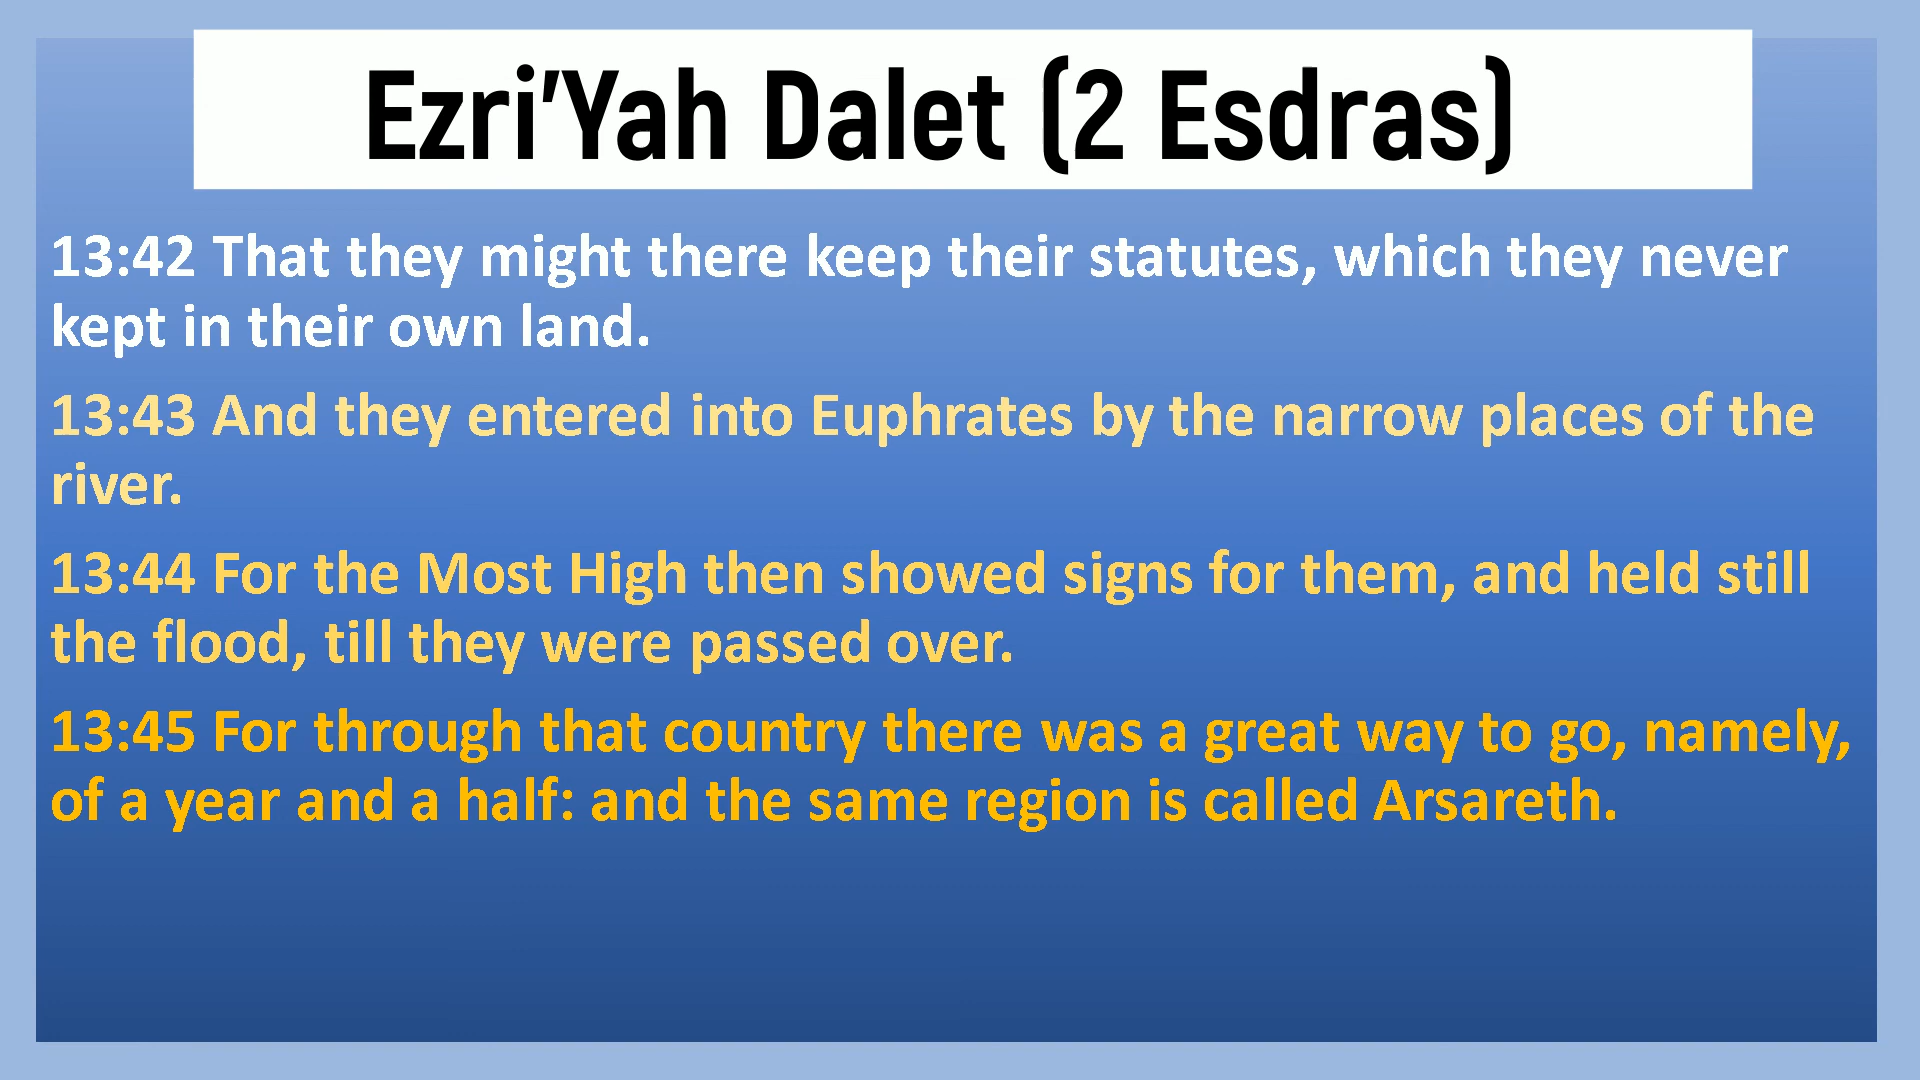 Ezri'Yah Dalet (2 Esdras)
13:42 That they might there keep their statutes, which they never
kept in their own land.
13:43 And they entered into Euphrates by the narrow places of the
river.
13:44 For the Most High then showed signs for them, and held still
the flood, till they were passed over.
13:45 For through that country there was a great way to go, namely,
of a year and a half: and the same region is called Arsareth.